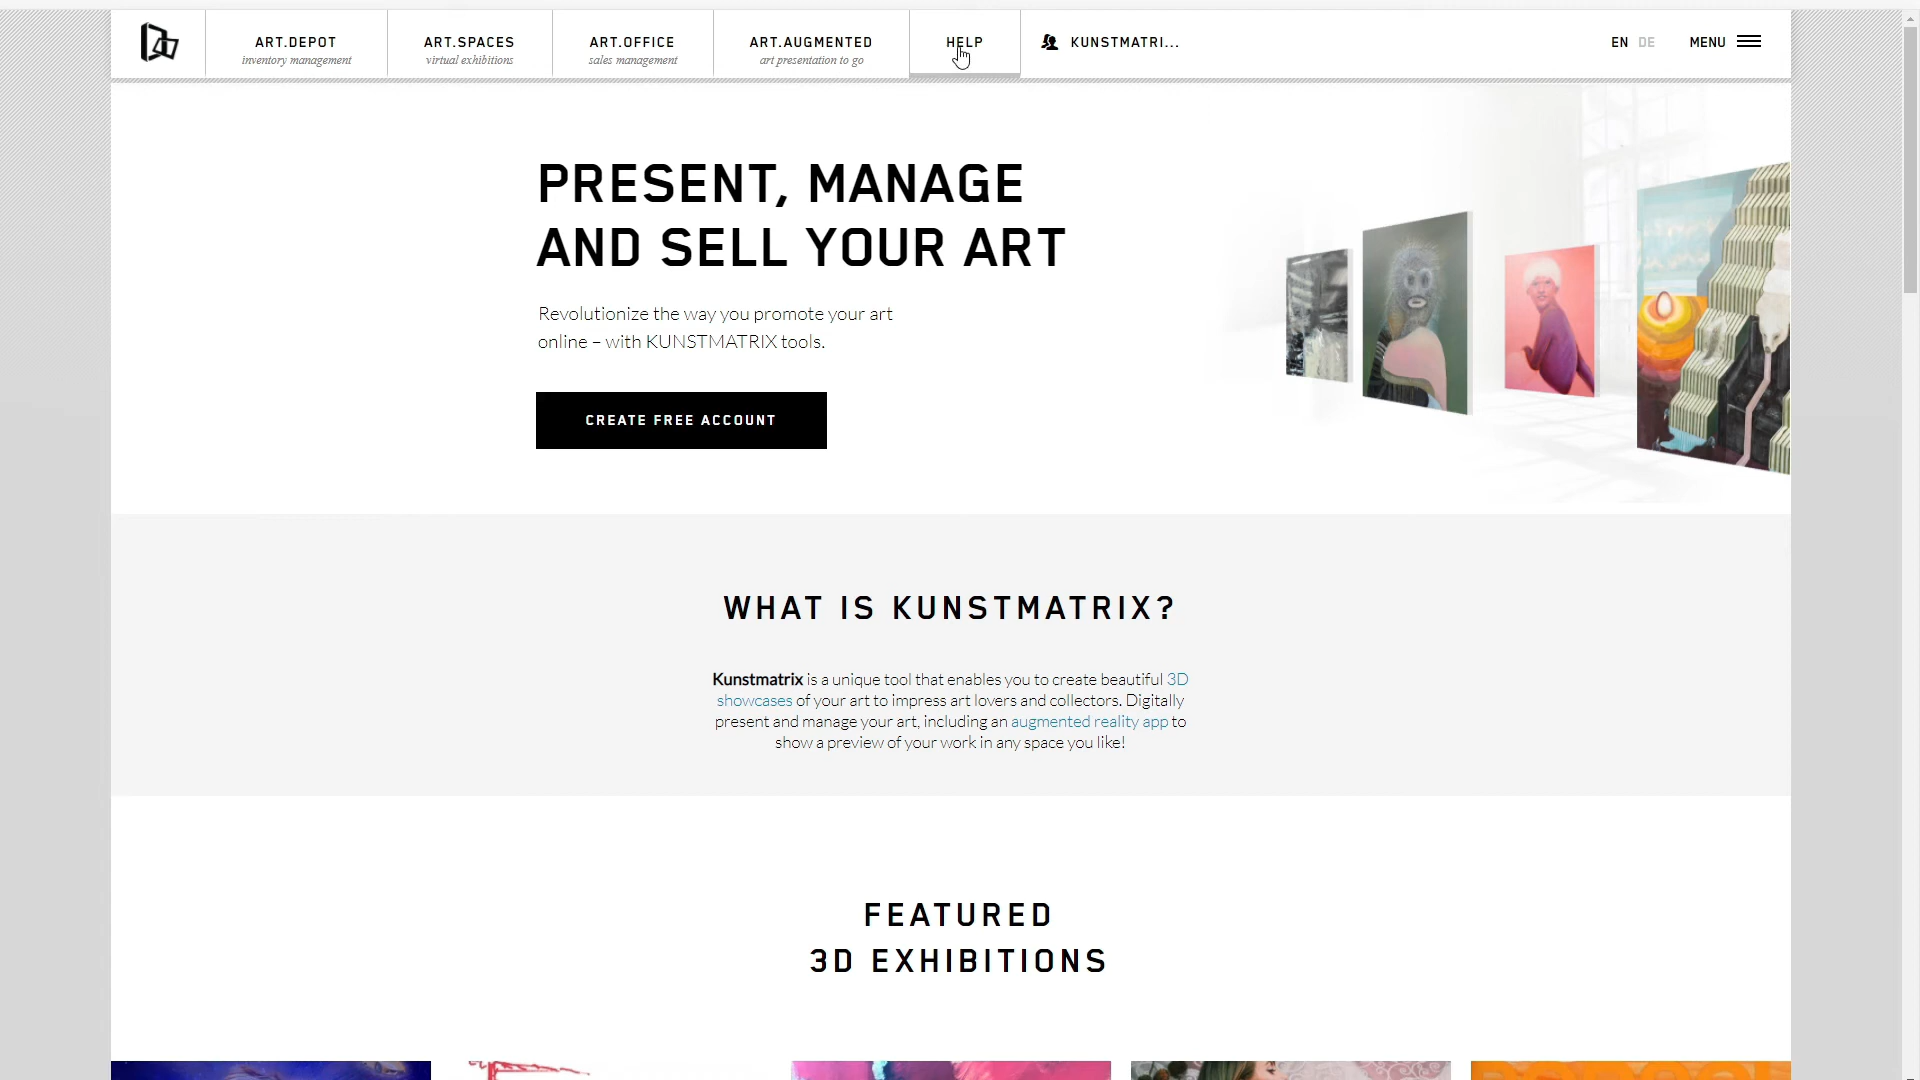 ART.DEPOT
inventory management
ART.SPACES
virtual exhibitions
ART.OFFICE
sales management
ART.AUGMENTED
art presentation to go
HELP
KUNSTMATRI...
EN DE
MENU
PRESENT, MANAGE
AND SELL YOUR ART
Revolutionize the way you promote your art
online – with KUNSTMATRIX tools.
CREATE FREE ACCOUNT
WHAT IS KUNSTMATRIX?
Kunstmatrix is a unique tool that enables you to create beautiful 3D
showcases of your art to impress art lovers and collectors. Digitally
present and manage your art, including an augmented reality app to
show a preview of your work in any space you like!
FEATURED
3D EXHIBITIONS